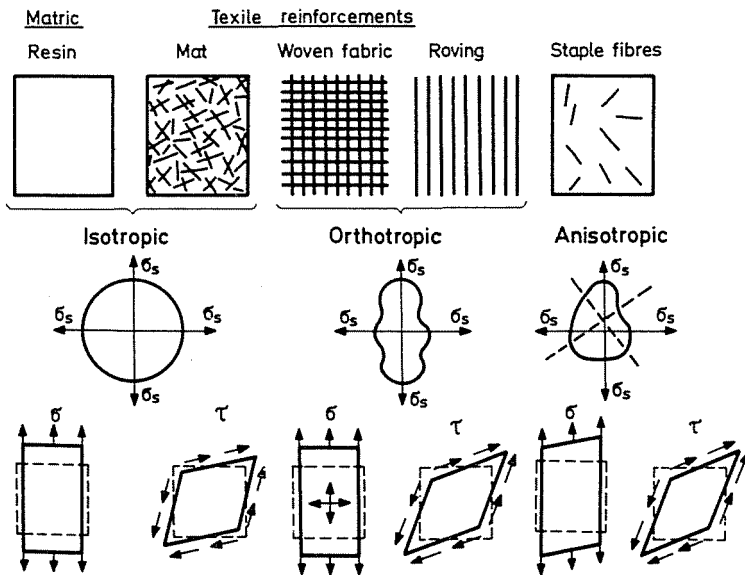 Matric Texile reinforcements
Resin Mat Woven fabric Roving Staple fibres
Isotropic Orthotropic Anisotropic
σs σs σs
σs σs σs σs σs σs
σs σs σs
σ τ σ τ σ τ